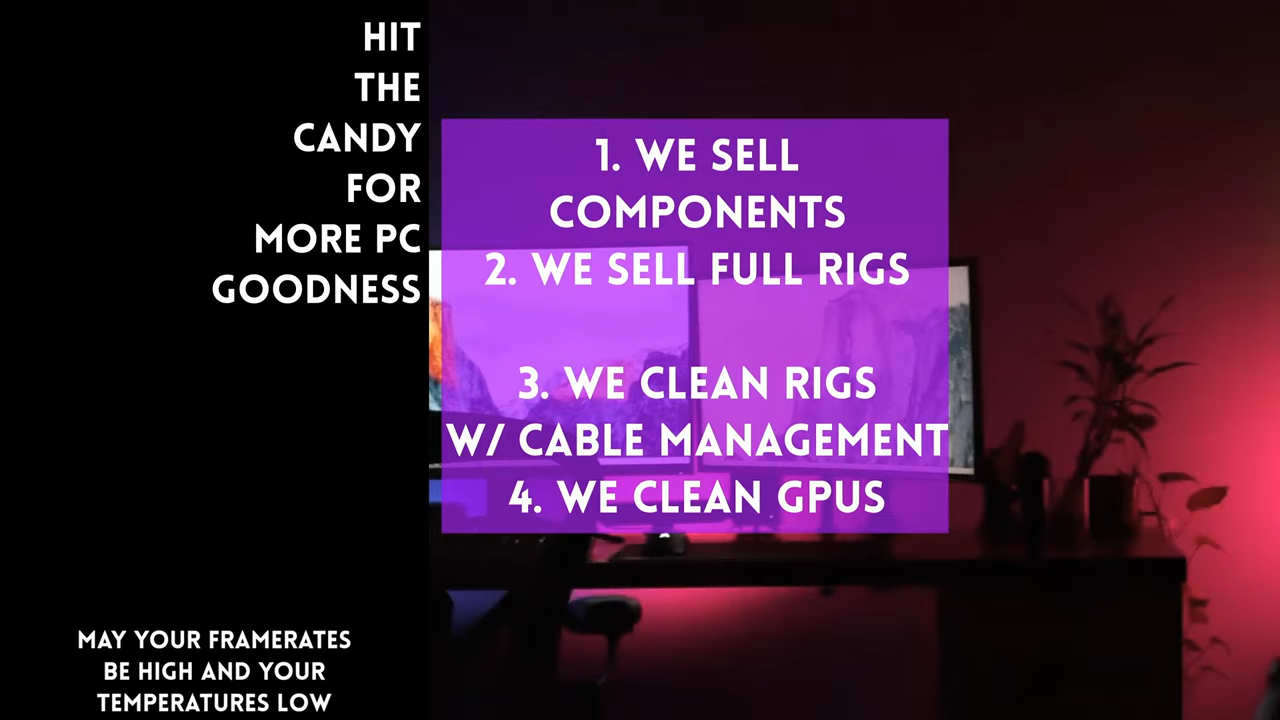 HIT
THE
CANDY
FOR
MORE PC
GOODNESS
1. WE SELL
COMPONENTS
2. WE SELL FULL RIGS
3. WE CLEAN RIGS
W/ CABLE MANAGEMENT
4. WE CLEAN GPUS
MAY YOUR FRAMERATES
BE HIGH AND YOUR
TEMPERATURES LOW